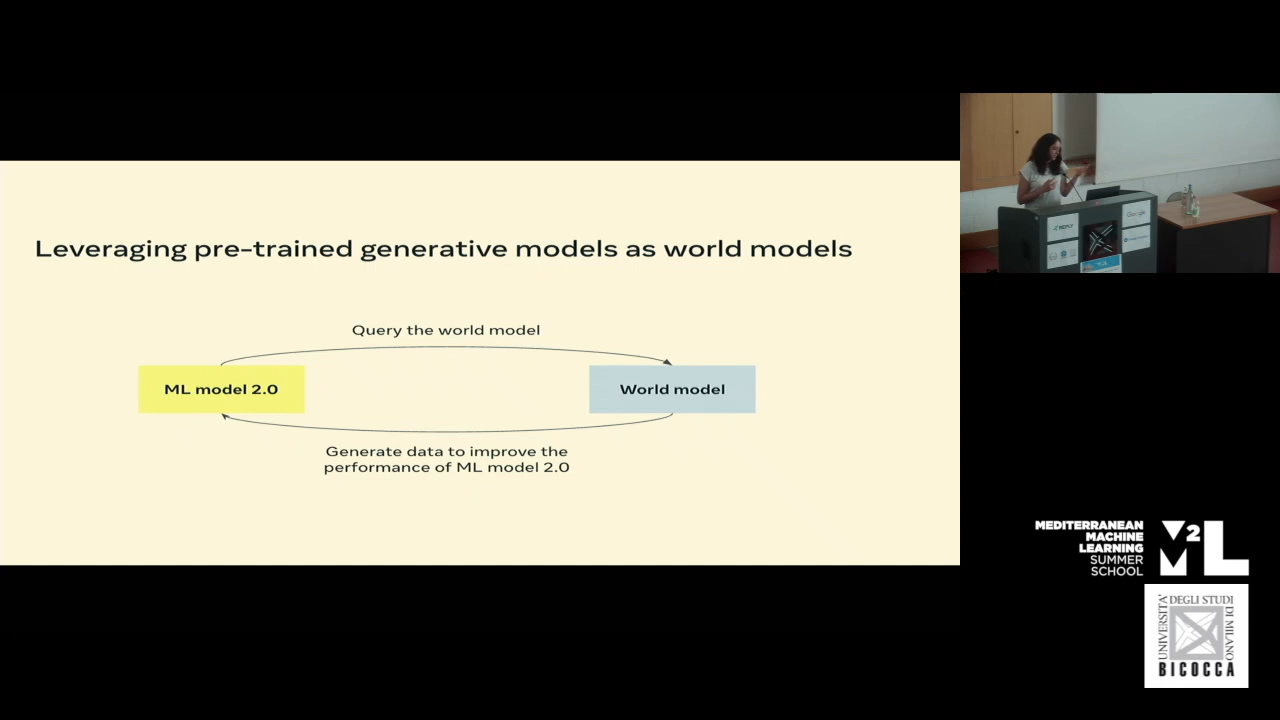 Leveraging pre-trained generative models as world models
Query the world model
ML model 2.0
World model
Generate data to improve the
performance of ML model 2.0
Google
MEDITERRANEAN
MACHINE
LEARNING
SUMMER
SCHOOL
M2L
UNIVERSITÀ
DEGLI STUDI
DI MILANO
BICOCCA